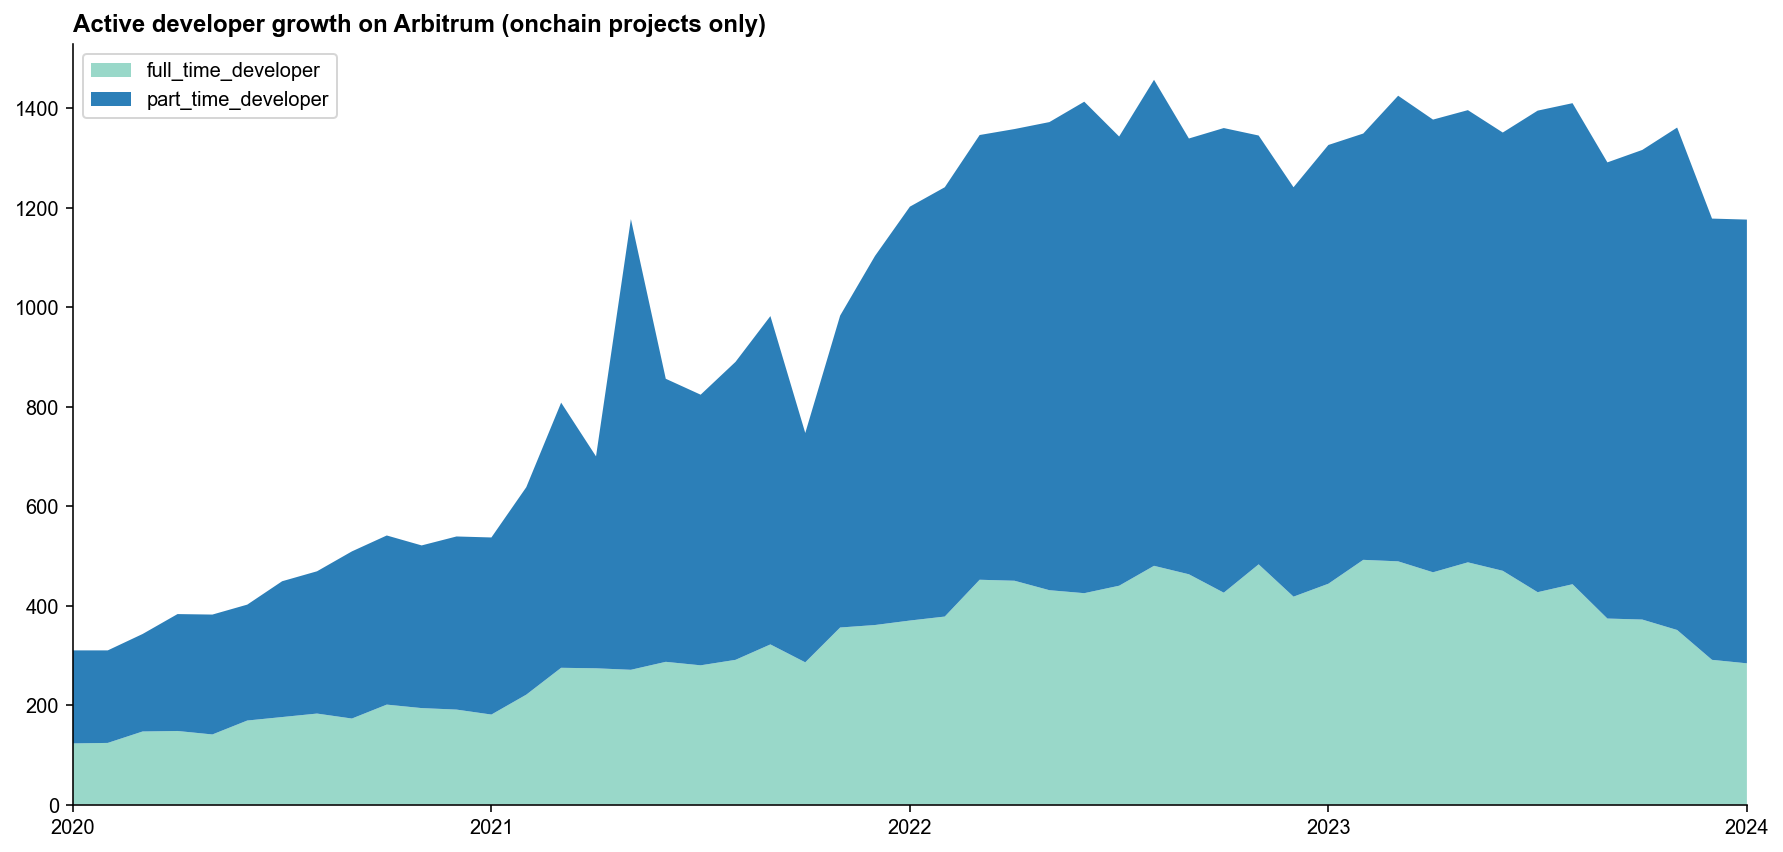 Active developer growth on Arbitrum (onchain projects only)
full_time_developer
part_time_developer
1400
1200
1000
800
600
400
200
0
2020 2021 2022 2023 2024